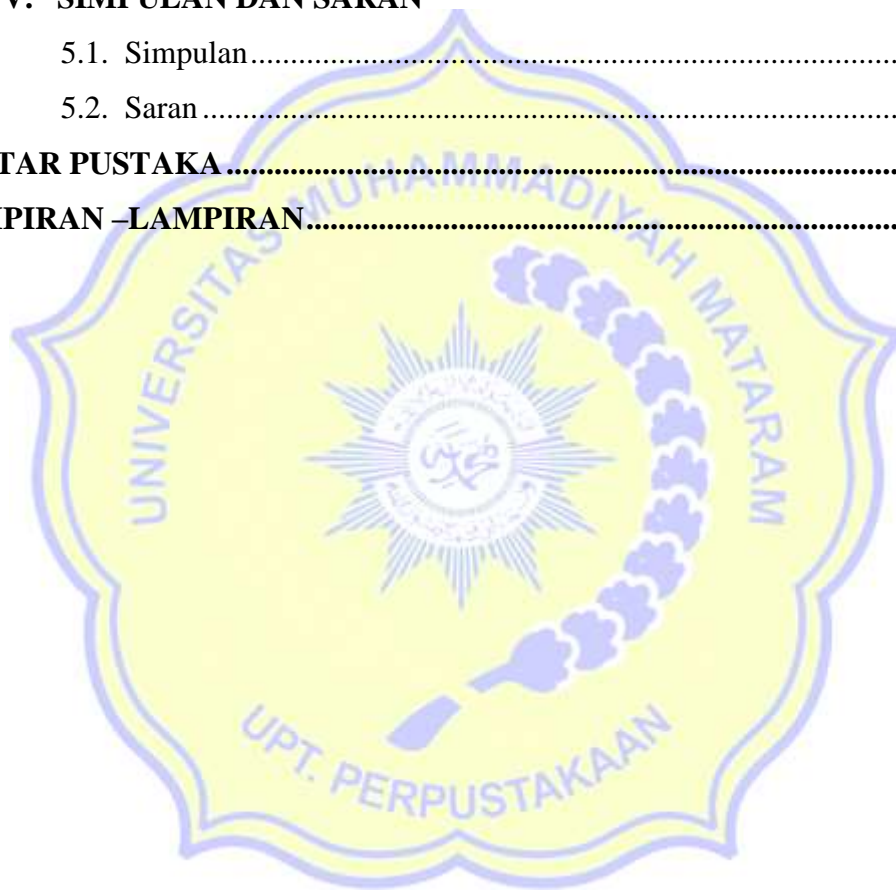 V. SIMPULAN DAN SARAN
5.1. Simpulan
5.2. Saran
TAR PUSTAKA
PIRAN –LAMPIRAN
UNIVERSITAS MUHAMMADIYAH MATARAM
UPT. PERPUSTAKAAN